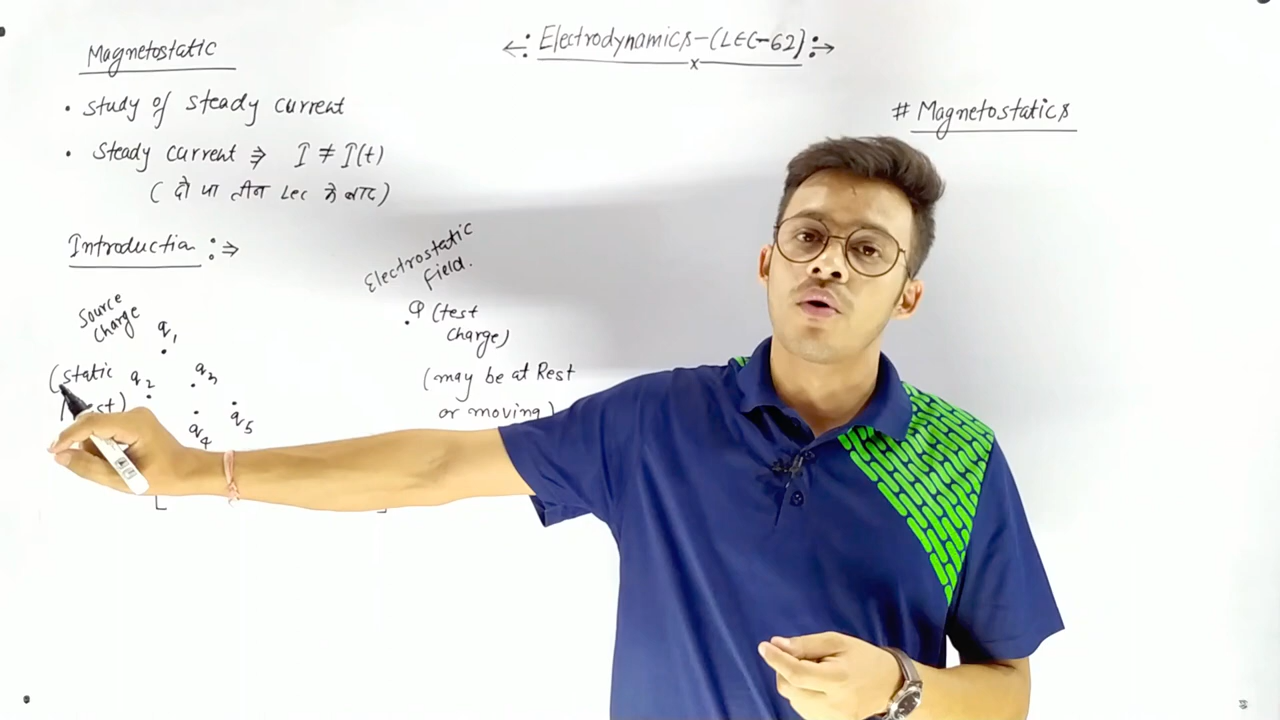 Magnetostatic
• Study of steady current
• Steady current ⇒ I ≠ I(t)
(दो या तीन Lec के बाद)
Introduction :⇒
Source
Charge
q1
(static
q2
q3
q4
q5
Electrostatic
field.
Q (test
charge)
(may be at Rest
or moving)
←: Electrodynamics-(LEC-62) :→
x
# Magnetostatics